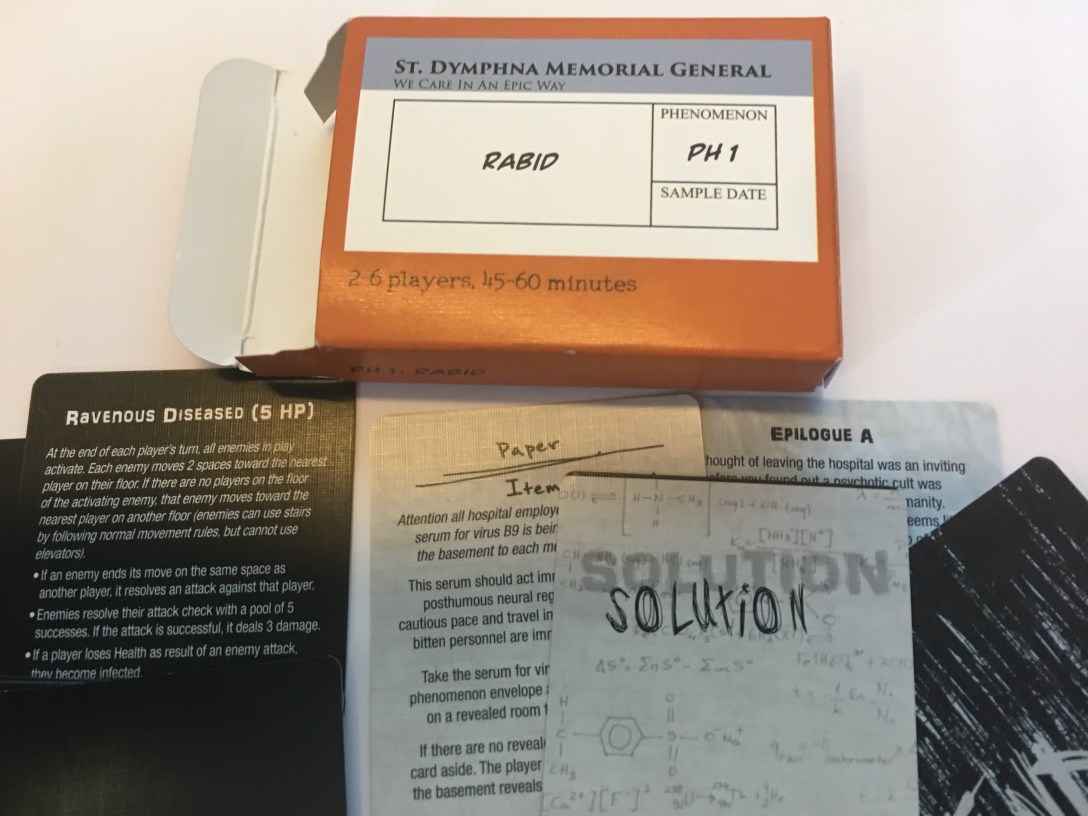 ST. DYMPHNA MEMORIAL GENERAL
WE CARE IN AN EPIC WAY
RABID
PHENOMENON
PH 1
SAMPLE DATE
2-6 players, 45-60 minutes
PH 1: RABID
RAVENOUS DISEASED (5 HP)
At the end of each player's turn, all enemies in play
activate. Each enemy moves 2 spaces toward the nearest
player on their floor. If there are no players on the floor
of the activating enemy, that enemy moves toward the
nearest player on another floor (enemies can use stairs
by following normal movement rules, but cannot use
elevators).
• If an enemy ends its move on the same space as
another player, it resolves an attack against that player.
• Enemies resolve their attack check with a pool of 5
successes. If the attack is successful, it deals 3 damage.
• If a player loses Health as result of an enemy attack,
they become infected.
Paper
Item
Attention all hospital
serum for virus B9 is
the basement to each
This serum should act
posthumous neural
cautious pace and travel in
bitten personnel are
Take the serum for
phenomenon envelope
on a revealed room
If there are no
card aside. The player
the basement reveals
EPILOGUE A
thought of leaving the hospital was an inviting
you found out a psychotic cult was
SOLUTION
SOLUTION
[NH3][H+]
ΔS°= ΣnS°- ΣmS°